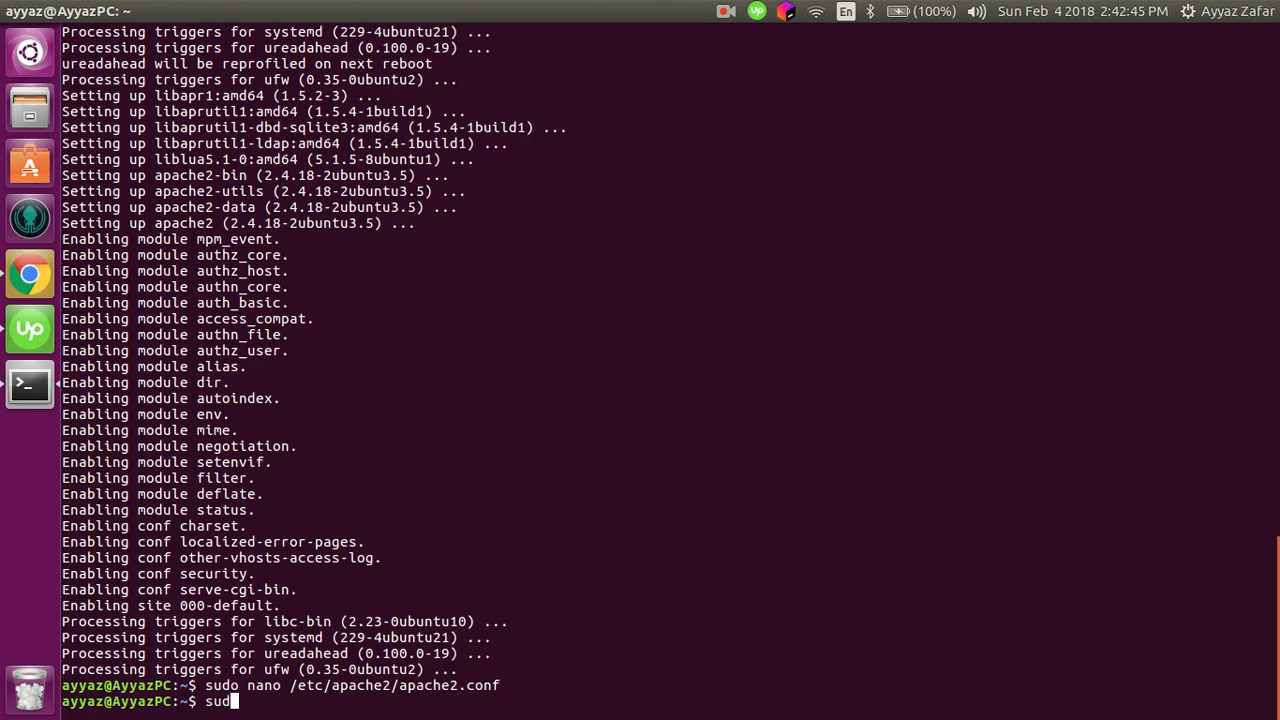 ayyaz@AyyazPC: ~
En
(100%)
Sun Feb 4 2018 2:42:45 PM
Ayyaz Zafar
Processing triggers for systemd (229-4ubuntu21) ...
Processing triggers for ureadahead (0.100.0-19) ...
ureadahead will be reprofiled on next reboot
Processing triggers for ufw (0.35-0ubuntu2) ...
Setting up libapr1:amd64 (1.5.2-3) ...
Setting up libaprutil1:amd64 (1.5.4-1build1) ...
Setting up libaprutil1-dbd-sqlite3:amd64 (1.5.4-1build1) ...
Setting up libaprutil1-ldap:amd64 (1.5.4-1build1) ...
Setting up liblua5.1-0:amd64 (5.1.5-8ubuntu1) ...
Setting up apache2-bin (2.4.18-2ubuntu3.5) ...
Setting up apache2-utils (2.4.18-2ubuntu3.5) ...
Setting up apache2-data (2.4.18-2ubuntu3.5) ...
Setting up apache2 (2.4.18-2ubuntu3.5) ...
Enabling module mpm_event.
Enabling module authz_core.
Enabling module authz_host.
Enabling module authn_core.
Enabling module auth_basic.
Enabling module access_compat.
Enabling module authn_file.
Enabling module authz_user.
Enabling module alias.
Enabling module dir.
Enabling module autoindex.
Enabling module env.
Enabling module mime.
Enabling module negotiation.
Enabling module setenvif.
Enabling module filter.
Enabling module deflate.
Enabling module status.
Enabling conf charset.
Enabling conf localized-error-pages.
Enabling conf other-vhosts-access-log.
Enabling conf security.
Enabling conf serve-cgi-bin.
Enabling site 000-default.
Processing triggers for libc-bin (2.23-0ubuntu10) ...
Processing triggers for systemd (229-4ubuntu21) ...
Processing triggers for ureadahead (0.100.0-19) ...
Processing triggers for ufw (0.35-0ubuntu2) ...
ayyaz@AyyazPC:~$ sudo nano /etc/apache2/apache2.conf
ayyaz@AyyazPC:~$ sud